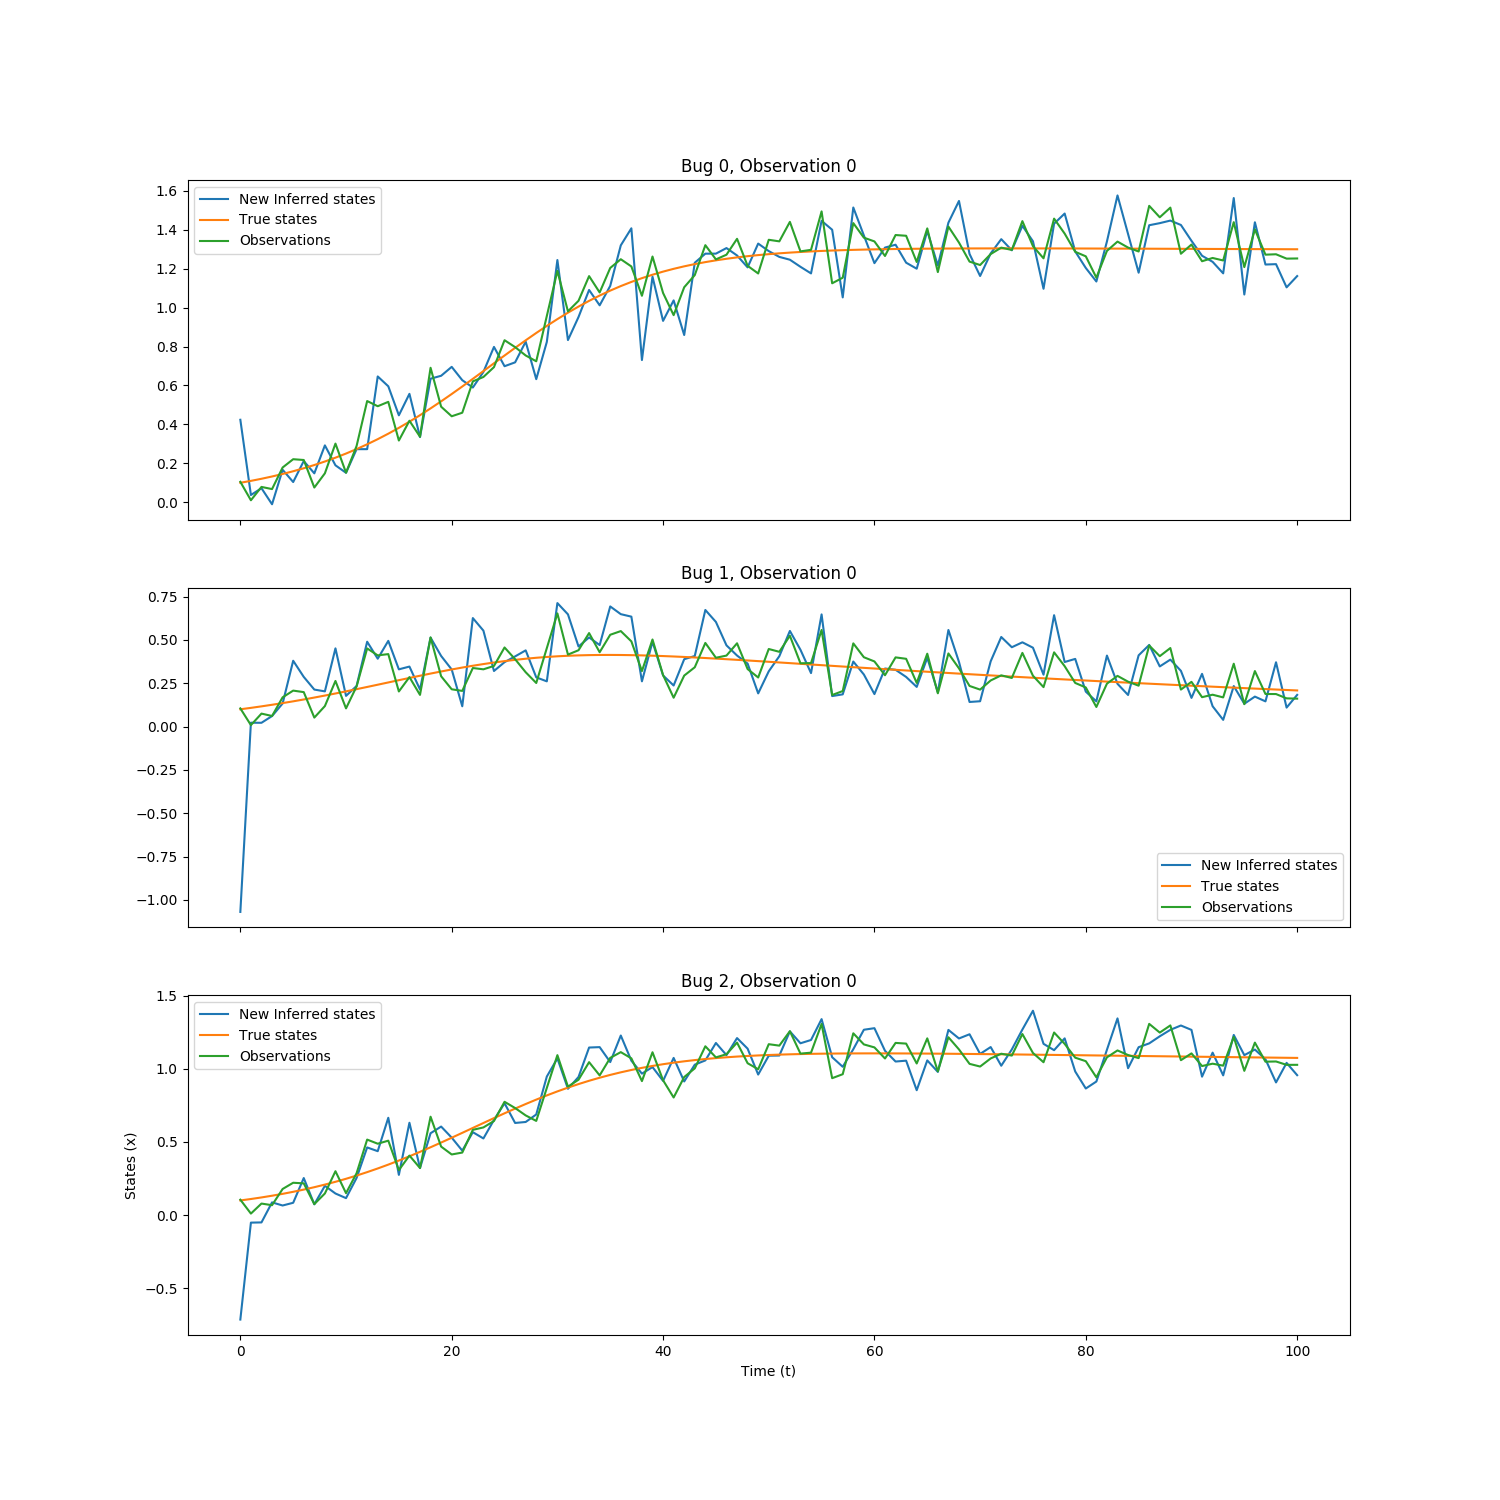 Bug 0, Observation 0
1.6
1.4
1.2
1.0
0.8
0.6
0.4
0.2
0.0
New Inferred states
True states
Observations
Bug 1, Observation 0
0.75
0.50
0.25
0.00
−0.25
−0.50
−0.75
−1.00
New Inferred states
True states
Observations
Bug 2, Observation 0
1.5
1.0
0.5
0.0
−0.5
New Inferred states
True states
Observations
States (x)
0 20 40 60 80 100
Time (t)